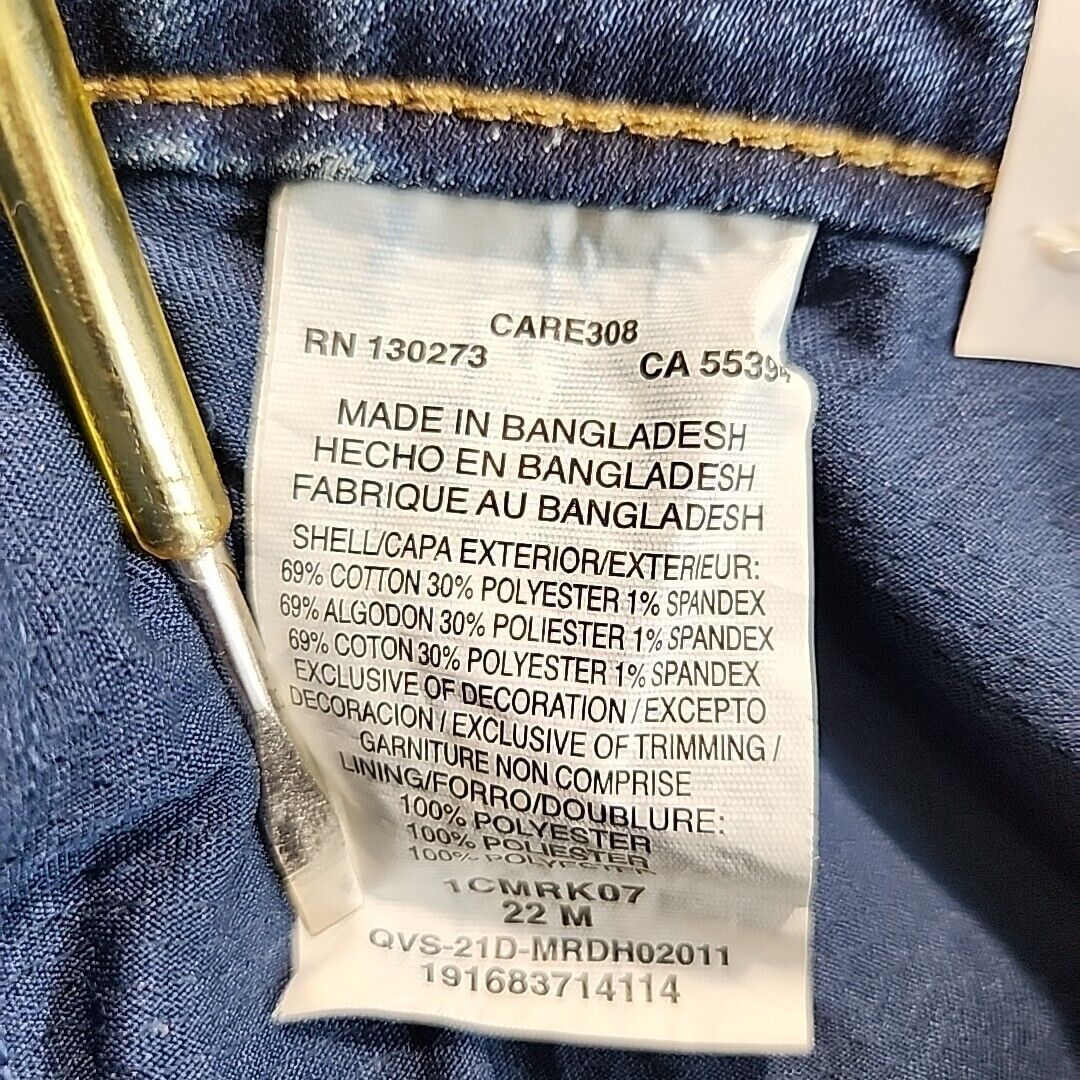 CARE308
RN 130273 CA 55394
MADE IN BANGLADESH
HECHO EN BANGLADESH
FABRIQUE AU BANGLADESH
SHELL/CAPA EXTERIOR/EXTERIEUR:
69% COTTON 30% POLYESTER 1% SPANDEX
69% ALGODON 30% POLIESTER 1% SPANDEX
69% COTON 30% POLYESTER 1% SPANDEX
EXCLUSIVE OF DECORATION / EXCEPTO
DECORACION / EXCLUSIVE OF TRIMMING /
GARNITURE NON COMPRISE
LINING/FORRO/DOUBLURE:
100% POLYESTER
100% POLIESTER
100% POLYESTER
1CMRK07
22 M
QVS-21D-MRDH02011
191683714114